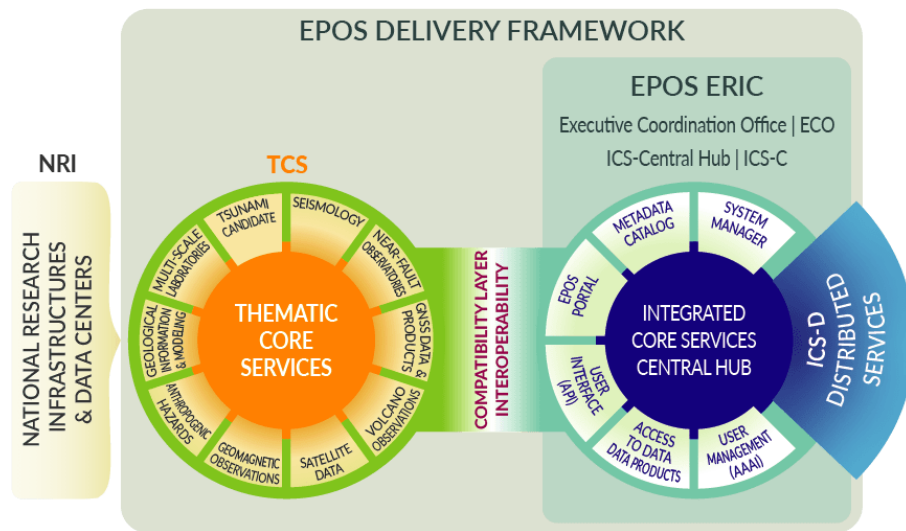 EPOS DELIVERY FRAMEWORK
EPOS ERIC
Executive Coordination Office | ECO
ICS-Central Hub | ICS-C
NRI
NATIONAL RESEARCH
INFRASTRUCTURES
& DATA CENTERS
TCS
THEMATIC
CORE
SERVICES
TSUNAMI
CANDIDATE
SEISMOLOGY
NEAR-FAULT
OBSERVATORIES
GNSS DATA &
PRODUCTS
VOLCANO
OBSERVATIONS
SATELLITE
DATA
GEOMAGNETIC
OBSERVATIONS
ANTHROPOGENIC
HAZARDS
GEOLOGICAL
INFORMATION
& MODELING
MULTI-SCALE
LABORATORIES
COMPATIBILITY LAYER
INTEROPERABILITY
INTEGRATED
CORE SERVICES
CENTRAL HUB
METADATA
CATALOG
SYSTEM
MANAGER
USER
MANAGEMENT
(AAAI)
ACCESS
TO DATA
DATA PRODUCTS
USER
INTERFACE
(API)
EPOS
PORTAL
ICS-D
DISTRIBUTED
SERVICES